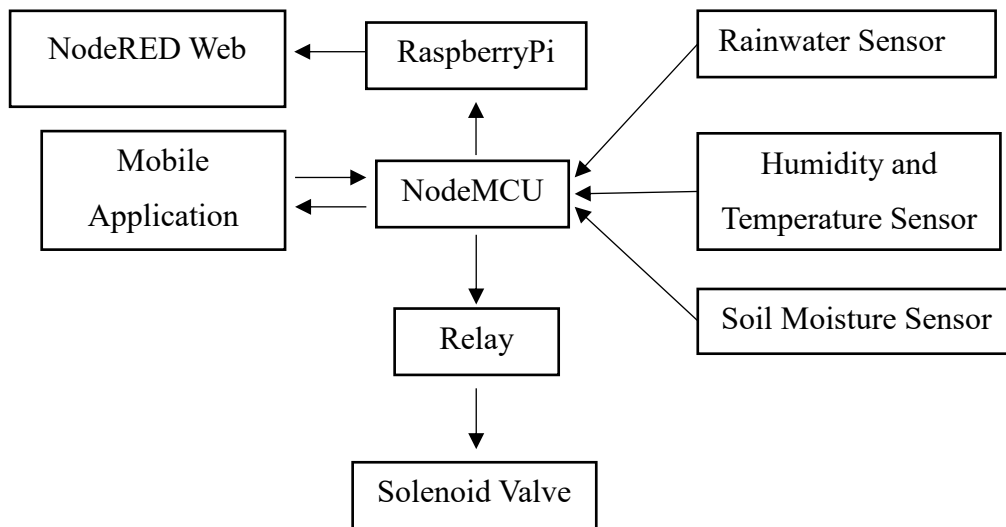 NodeRED Web
RaspberryPi
Rainwater Sensor
Mobile
Application
NodeMCU
Humidity and
Temperature Sensor
Relay
Soil Moisture Sensor
Solenoid Valve